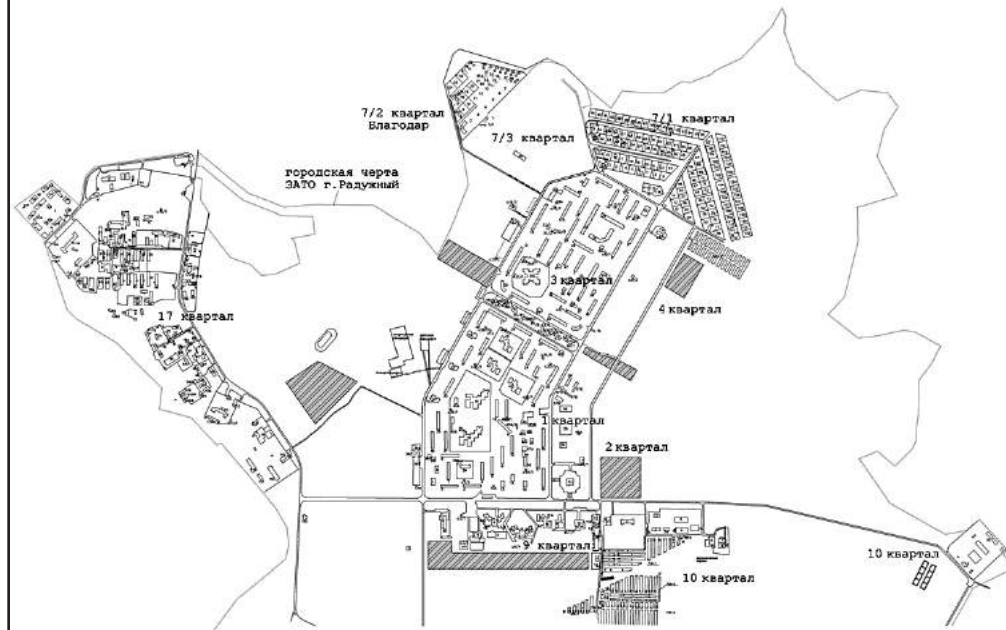 7/2 квартал
Благодар
7/3 квартал
7/1 квартал
городская черта
ЗАТО г.Радужный
3 квартал
4 квартал
17 квартал
1 квартал
2 квартал
9 квартал
10 квартал
10 квартал